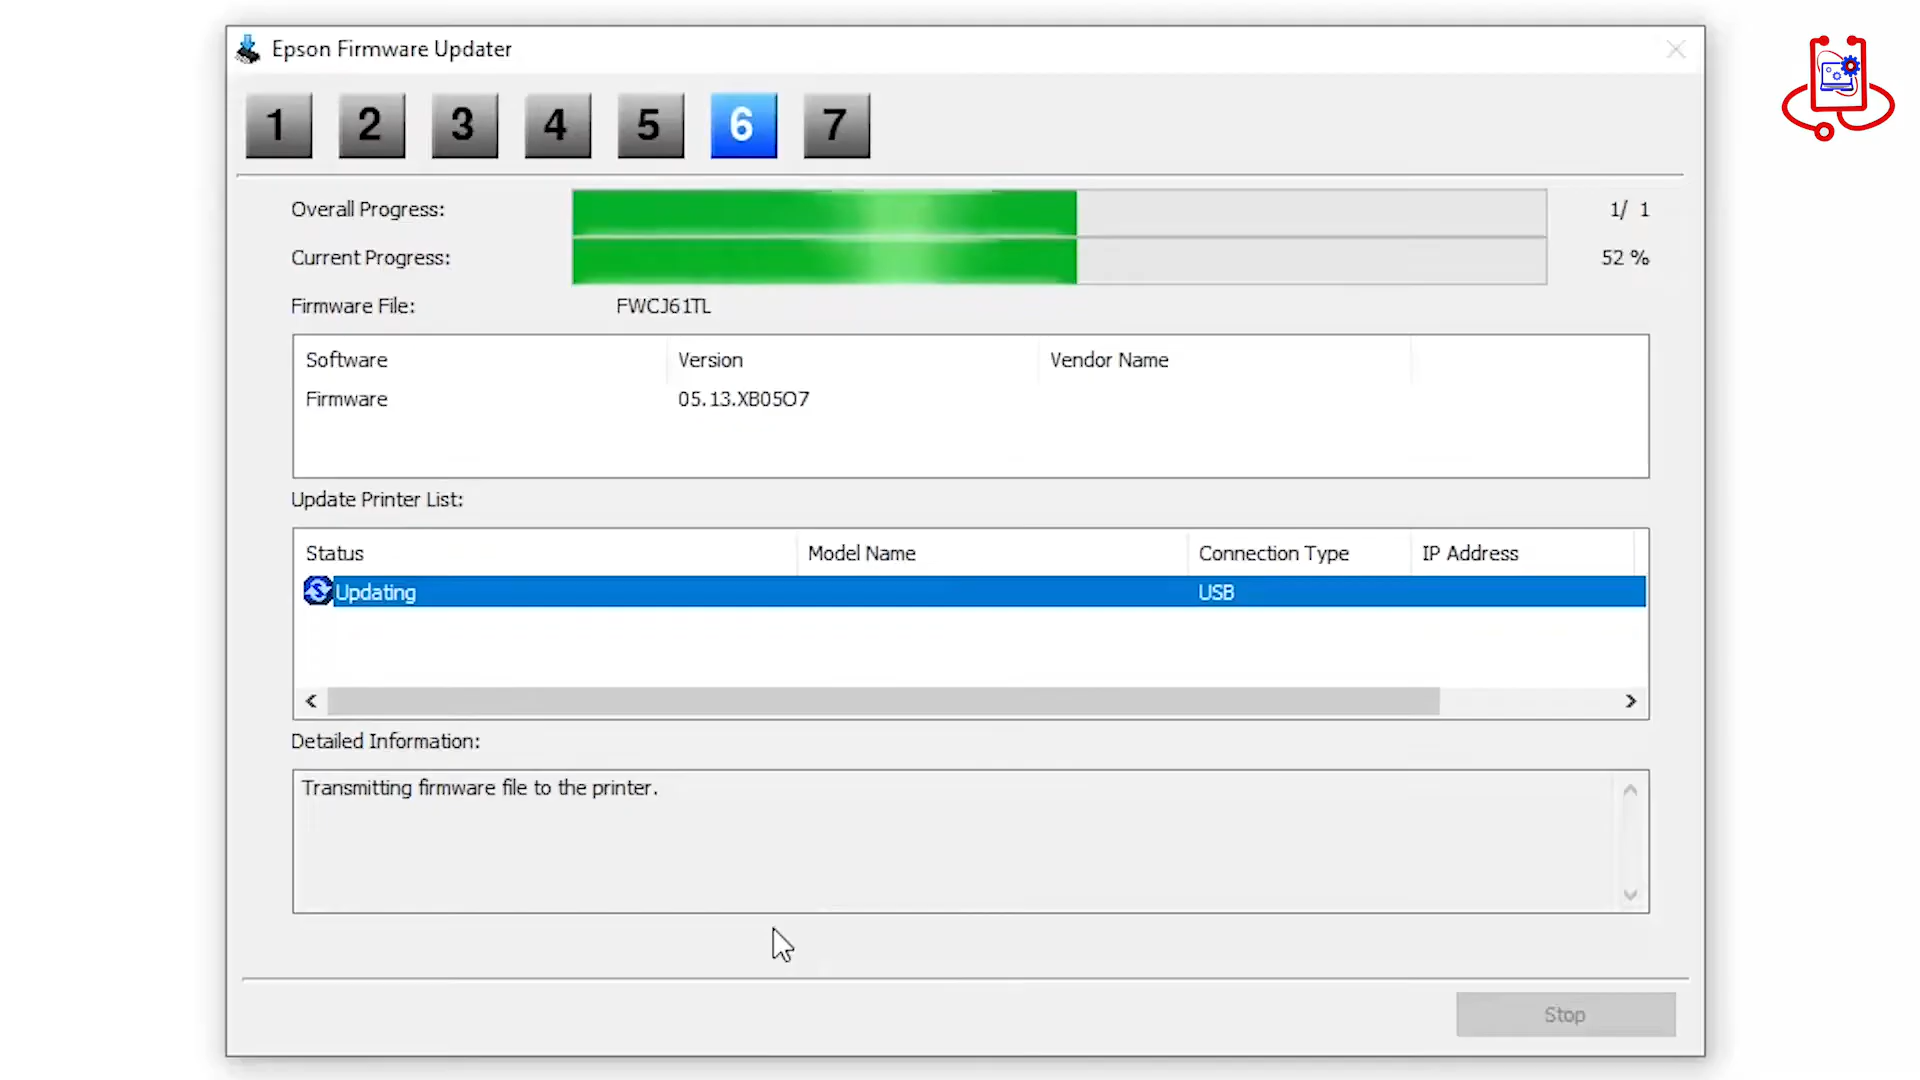 Epson Firmware Updater
1 2 3 4 5 6 7
Overall Progress: 1/ 1
Current Progress: 52 %
Firmware File: FWCJ61TL
Software Version Vendor Name
Firmware 05.13.XB05O7
Update Printer List:
Status Model Name Connection Type IP Address
Updating USB
Detailed Information:
Transmitting firmware file to the printer.
Stop